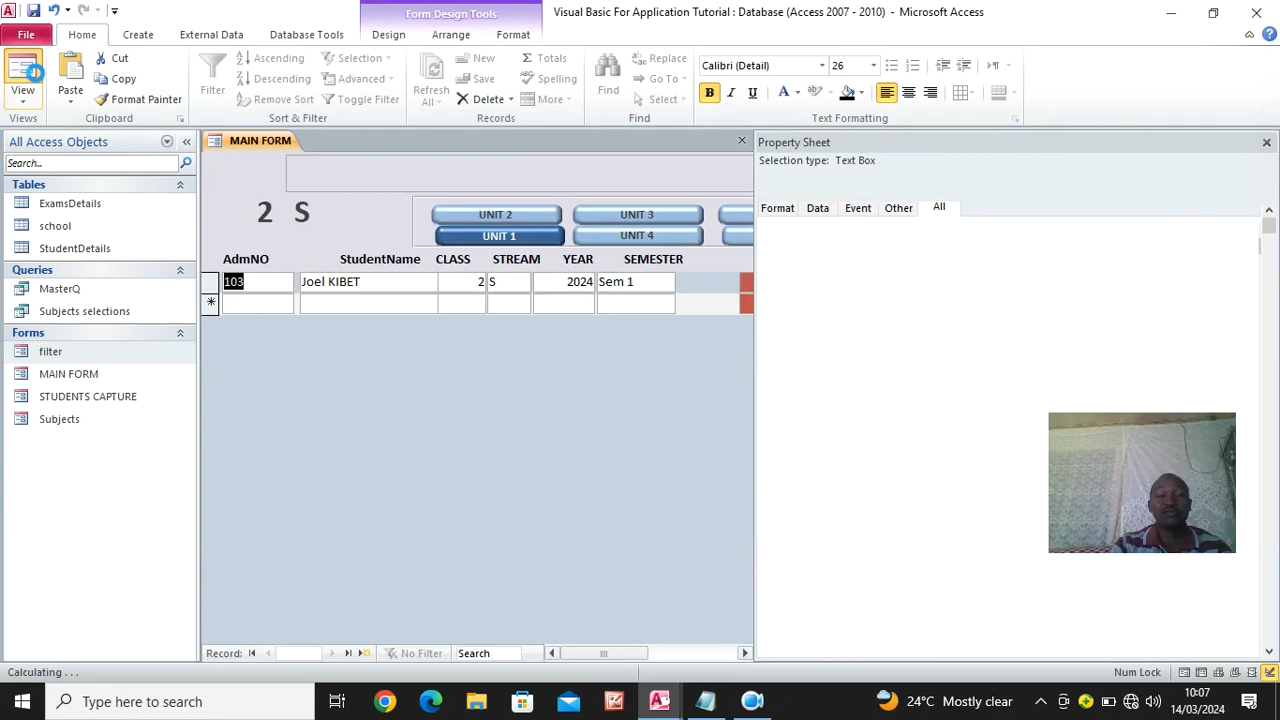 Form Design Tools
Visual Basic For Application Tutorial : Database (Access 2007 - 2010) - Microsoft Access
File Home Create External Data Database Tools Design Arrange Format
View
Views
Paste
Cut
Copy
Format Painter
Clipboard
Filter
Ascending
Descending
Remove Sort
Selection
Advanced
Toggle Filter
Sort & Filter
Refresh All
New
Save
Delete
Totals
Spelling
More
Records
Find
Replace
Go To
Select
Find
Calibri (Detail) 26
B I U A
Text Formatting
All Access Objects
Search..
Tables
ExamsDetails
school
StudentDetails
Queries
MasterQ
Subjects selections
Forms
filter
MAIN FORM
STUDENTS CAPTURE
Subjects
MAIN FORM
2 S
UNIT 2 UNIT 3
UNIT 1 UNIT 4
AdmNO StudentName CLASS STREAM YEAR SEMESTER
103 Joel KIBET 2 S 2024 Sem 1
Record: No Filter Search
Property Sheet
Selection type: Text Box
Format Data Event Other All
Calculating . . .
Num Lock
Type here to search
24°C Mostly clear
10:07
14/03/2024